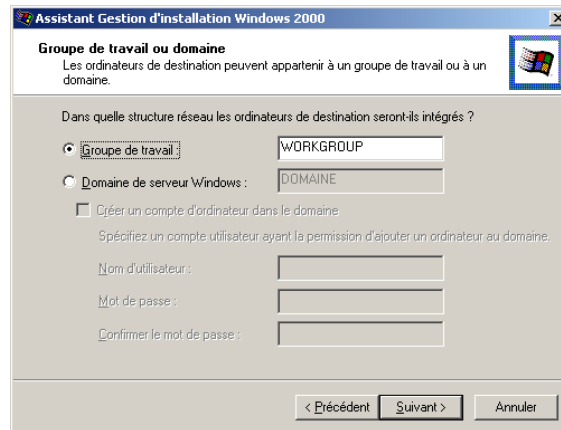 Assistant Gestion d'installation Windows 2000
Groupe de travail ou domaine
Les ordinateurs de destination peuvent appartenir à un groupe de travail ou à un
domaine.
Dans quelle structure réseau les ordinateurs de destination seront-ils intégrés ?
Groupe de travail : WORKGROUP
Domaine de serveur Windows : DOMAINE
Créer un compte d'ordinateur dans le domaine
Spécifiez un compte utilisateur ayant la permission d'ajouter un ordinateur au domaine.
Nom d'utilisateur :
Mot de passe :
Confirmer le mot de passe :
< Précédent Suivant > Annuler